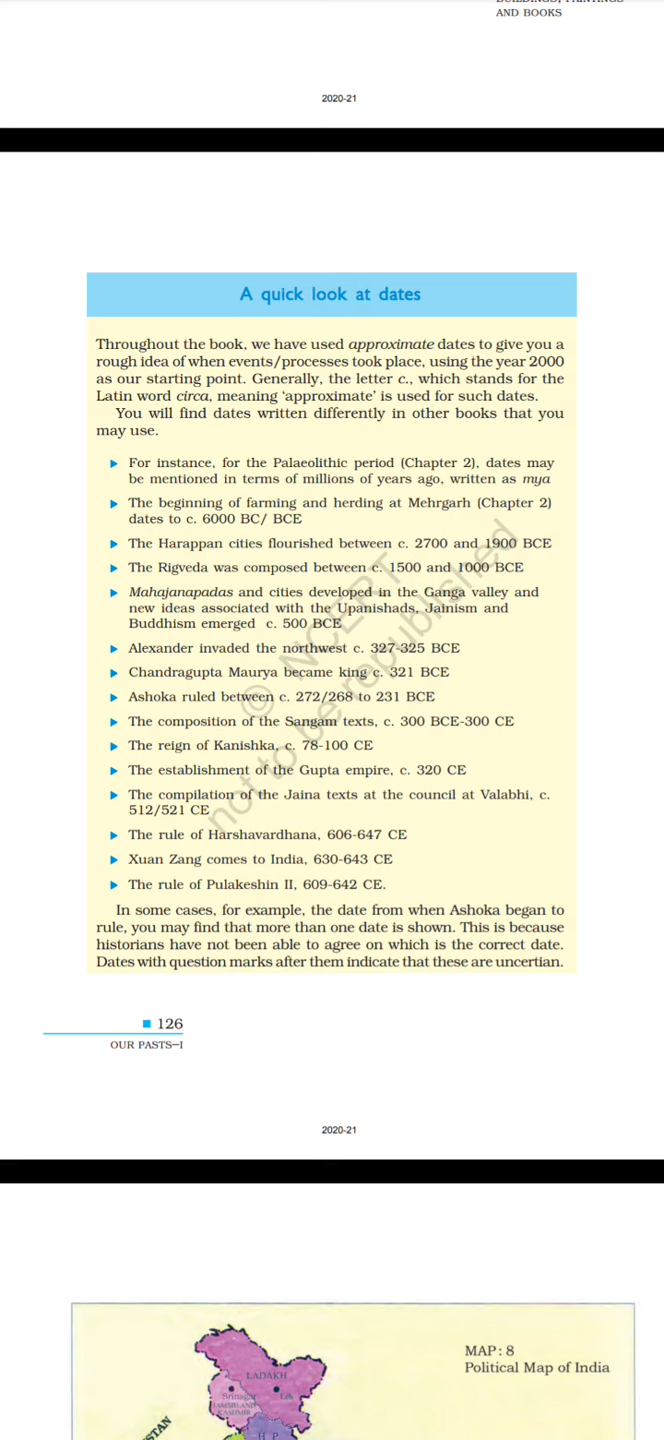 AND BOOKS
2020-21
A quick look at dates
Throughout the book, we have used approximate dates to give you a
rough idea of when events/processes took place, using the year 2000
as our starting point. Generally, the letter c., which stands for the
Latin word circa, meaning ‘approximate’ is used for such dates.
You will find dates written differently in other books that you
may use.
For instance, for the Palaeolithic period (Chapter 2), dates may
be mentioned in terms of millions of years ago, written as mya
The beginning of farming and herding at Mehrgarh (Chapter 2)
dates to c. 6000 BC/ BCE
The Harappan cities flourished between c. 2700 and 1900 BCE
The Rigveda was composed between c. 1500 and 1000 BCE
Mahajanapadas and cities developed in the Ganga valley and
new ideas associated with the Upanishads, Jainism and
Buddhism emerged c. 500 BCE
Alexander invaded the northwest c. 327-325 BCE
Chandragupta Maurya became king c. 321 BCE
Ashoka ruled between c. 272/268 to 231 BCE
The composition of the Sangam texts, c. 300 BCE-300 CE
The reign of Kanishka, c. 78-100 CE
The establishment of the Gupta empire, c. 320 CE
The compilation of the Jaina texts at the council at Valabhi, c.
512/521 CE
The rule of Harshavardhana, 606-647 CE
Xuan Zang comes to India, 630-643 CE
The rule of Pulakeshin II, 609-642 CE.
In some cases, for example, the date from when Ashoka began to
rule, you may find that more than one date is shown. This is because
historians have not been able to agree on which is the correct date.
Dates with question marks after them indicate that these are uncertian.
© NCERT
not to be republished
126
OUR PASTS–I
2020-21
MAP: 8
Political Map of India
LADAKH
Srinagar
Leh
JAMMU AND
KASHMIR
H P